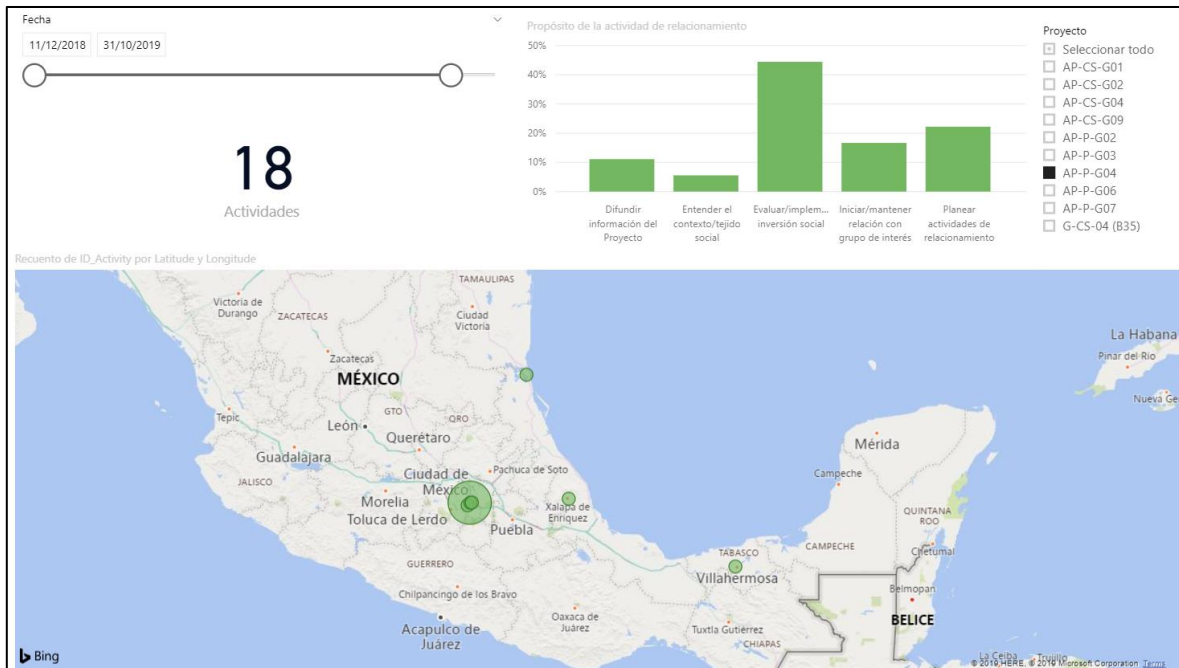 Fecha
11/12/2018 31/10/2019
18
Actividades
Propósito de la actividad de relacionamiento
50%
40%
30%
20%
10%
0%
Difundir
información del
Proyecto
Entender el
contexto/tejido
social
Evaluar/implem...
inversión social
Iniciar/mantener
relación con
grupo de interés
Planear
actividades de
relacionamiento
Proyecto
Seleccionar todo
AP-CS-G01
AP-CS-G02
AP-CS-G04
AP-CS-G09
AP-P-G02
AP-P-G03
AP-P-G04
AP-P-G06
AP-P-G07
G-CS-04 (B35)
Recuento de ID_Activity por Latitude y Longitude
TAMAULIPAS
Victoria de
Durango
ZACATECAS
Ciudad
Victoria
La Habana
Pinar del Rio
Zacatecas
MÉXICO
Nueva Ge
Tepic
GTO
QRO
León
Querétaro
Mérida
Guadalajara
Pachuca de Soto
Ciudad de
México
Campeche
JALISCO
Morelia
Xalapa de
Enríquez
Toluca de Lerdo
Puebla
QUINTANA
ROO
TABASCO
CAMPECHE
Chetumal
GUERRERO
Villahermosa
Belmopan
Chilpancingo de los Bravo
Oaxaca de
Juárez
BELICE
Acapulco de
Juárez
Tuxtla Gutiérrez
CHIAPAS
La Ceiba
Trujillo
Bing
© 2019 HERE, © 2019 Microsoft Corporation Terms